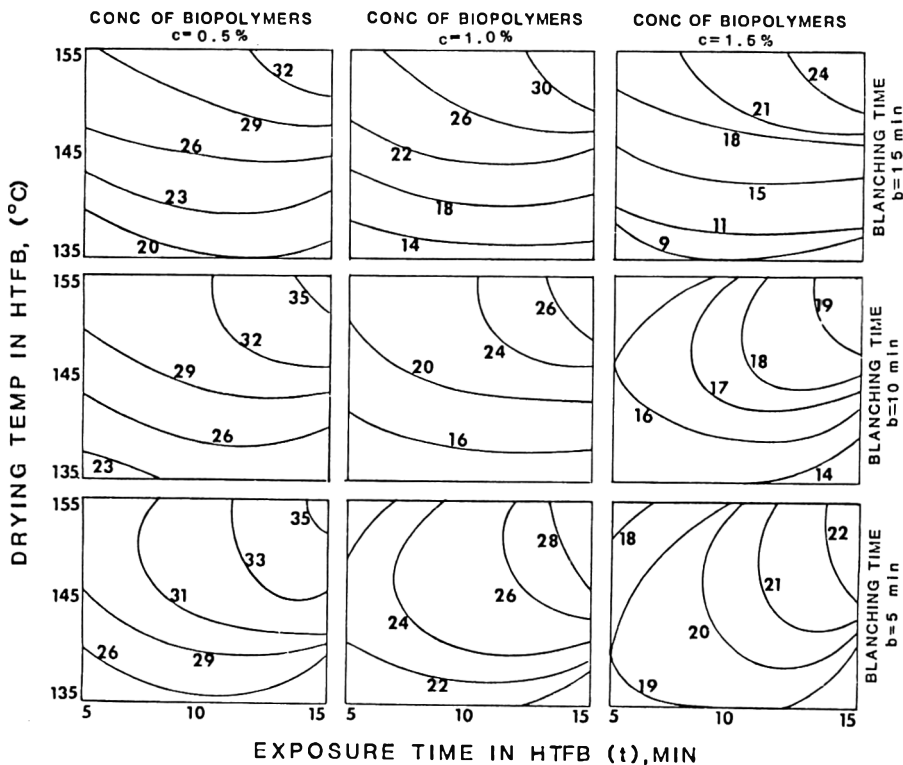 CONC OF BIOPOLYMERS CONC OF BIOPOLYMERS CONC OF BIOPOLYMERS
c=0.5% c=1.0% c=1.5%
155
32 30 24
29 26 21
26 22 18
145
23 18 15
20 14 11
9
135
BLANCHING TIME
b=15 min
155
35 26 19
32 24 18
29 20 17
145
26 16 16
23 14
135
BLANCHING TIME
b=10 min
155
35 28 22
33 26 18
31 24 21
145
29 22 20
26 19
135
BLANCHING TIME
b=5 min
5 10 15 5 10 15 5 10 15
DRYING TEMP IN HTFB, (°C)
EXPOSURE TIME IN HTFB (t),MIN